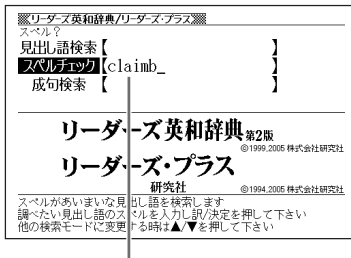 リーダーズ英和辞典/リーダーズ・プラス
スペル?
見出し語検索【 】
スペルチェック【claimb_ 】
成句検索【 】
リーダーズ英和辞典第2版
©1999,2005 株式会社研究社
リーダーズ・プラス
研究社 ©1994,2005 株式会社研究社
スペルがあいまいな見出し語を検索します
調べたい見出し語のスペルを入力し訳/決定を押して下さい
他の検索モードに変更する時は▲/▼を押して下さい